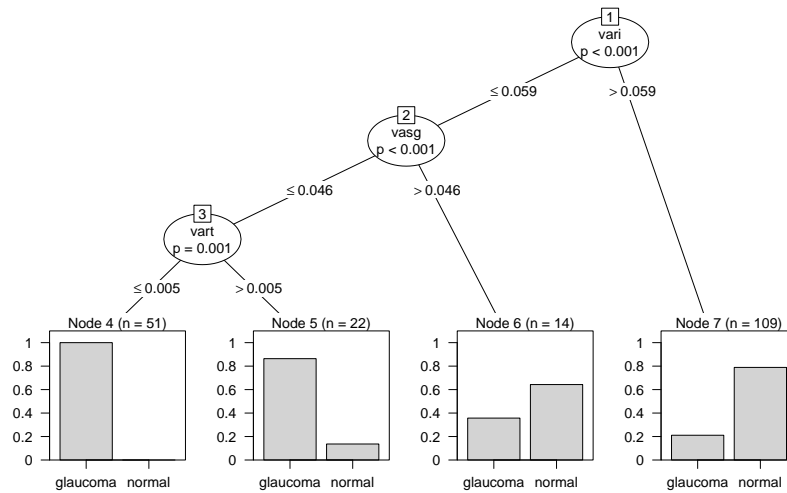 1
vari
p < 0.001
≤ 0.059
> 0.059
2
vasg
p < 0.001
≤ 0.046
> 0.046
3
vart
p = 0.001
≤ 0.005
> 0.005
Node 4 (n = 51)
1
0.8
0.6
0.4
0.2
0
glaucoma normal
Node 5 (n = 22)
1
0.8
0.6
0.4
0.2
0
glaucoma normal
Node 6 (n = 14)
1
0.8
0.6
0.4
0.2
0
glaucoma normal
Node 7 (n = 109)
1
0.8
0.6
0.4
0.2
0
glaucoma normal